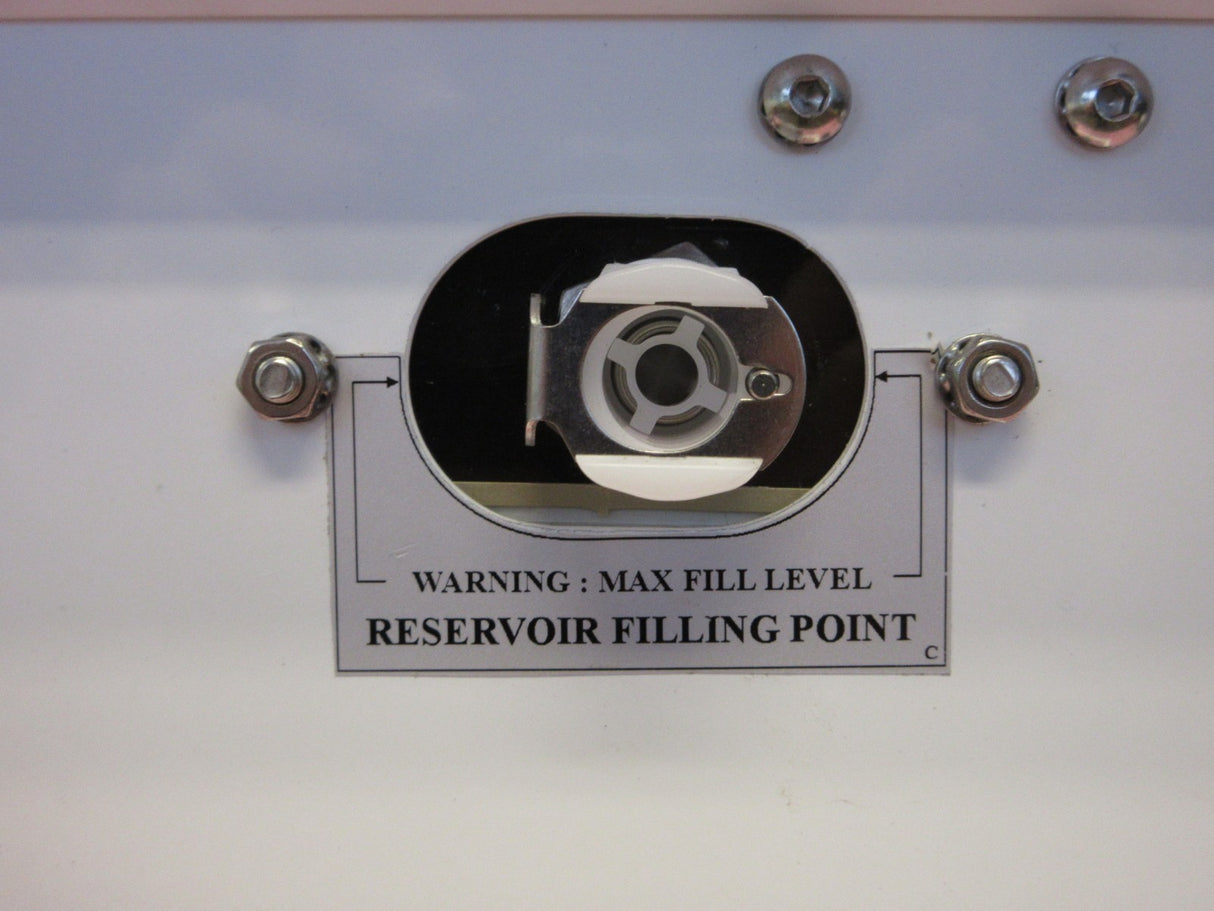 WARNING : MAX FILL LEVEL
RESERVOIR FILLING POINT
C